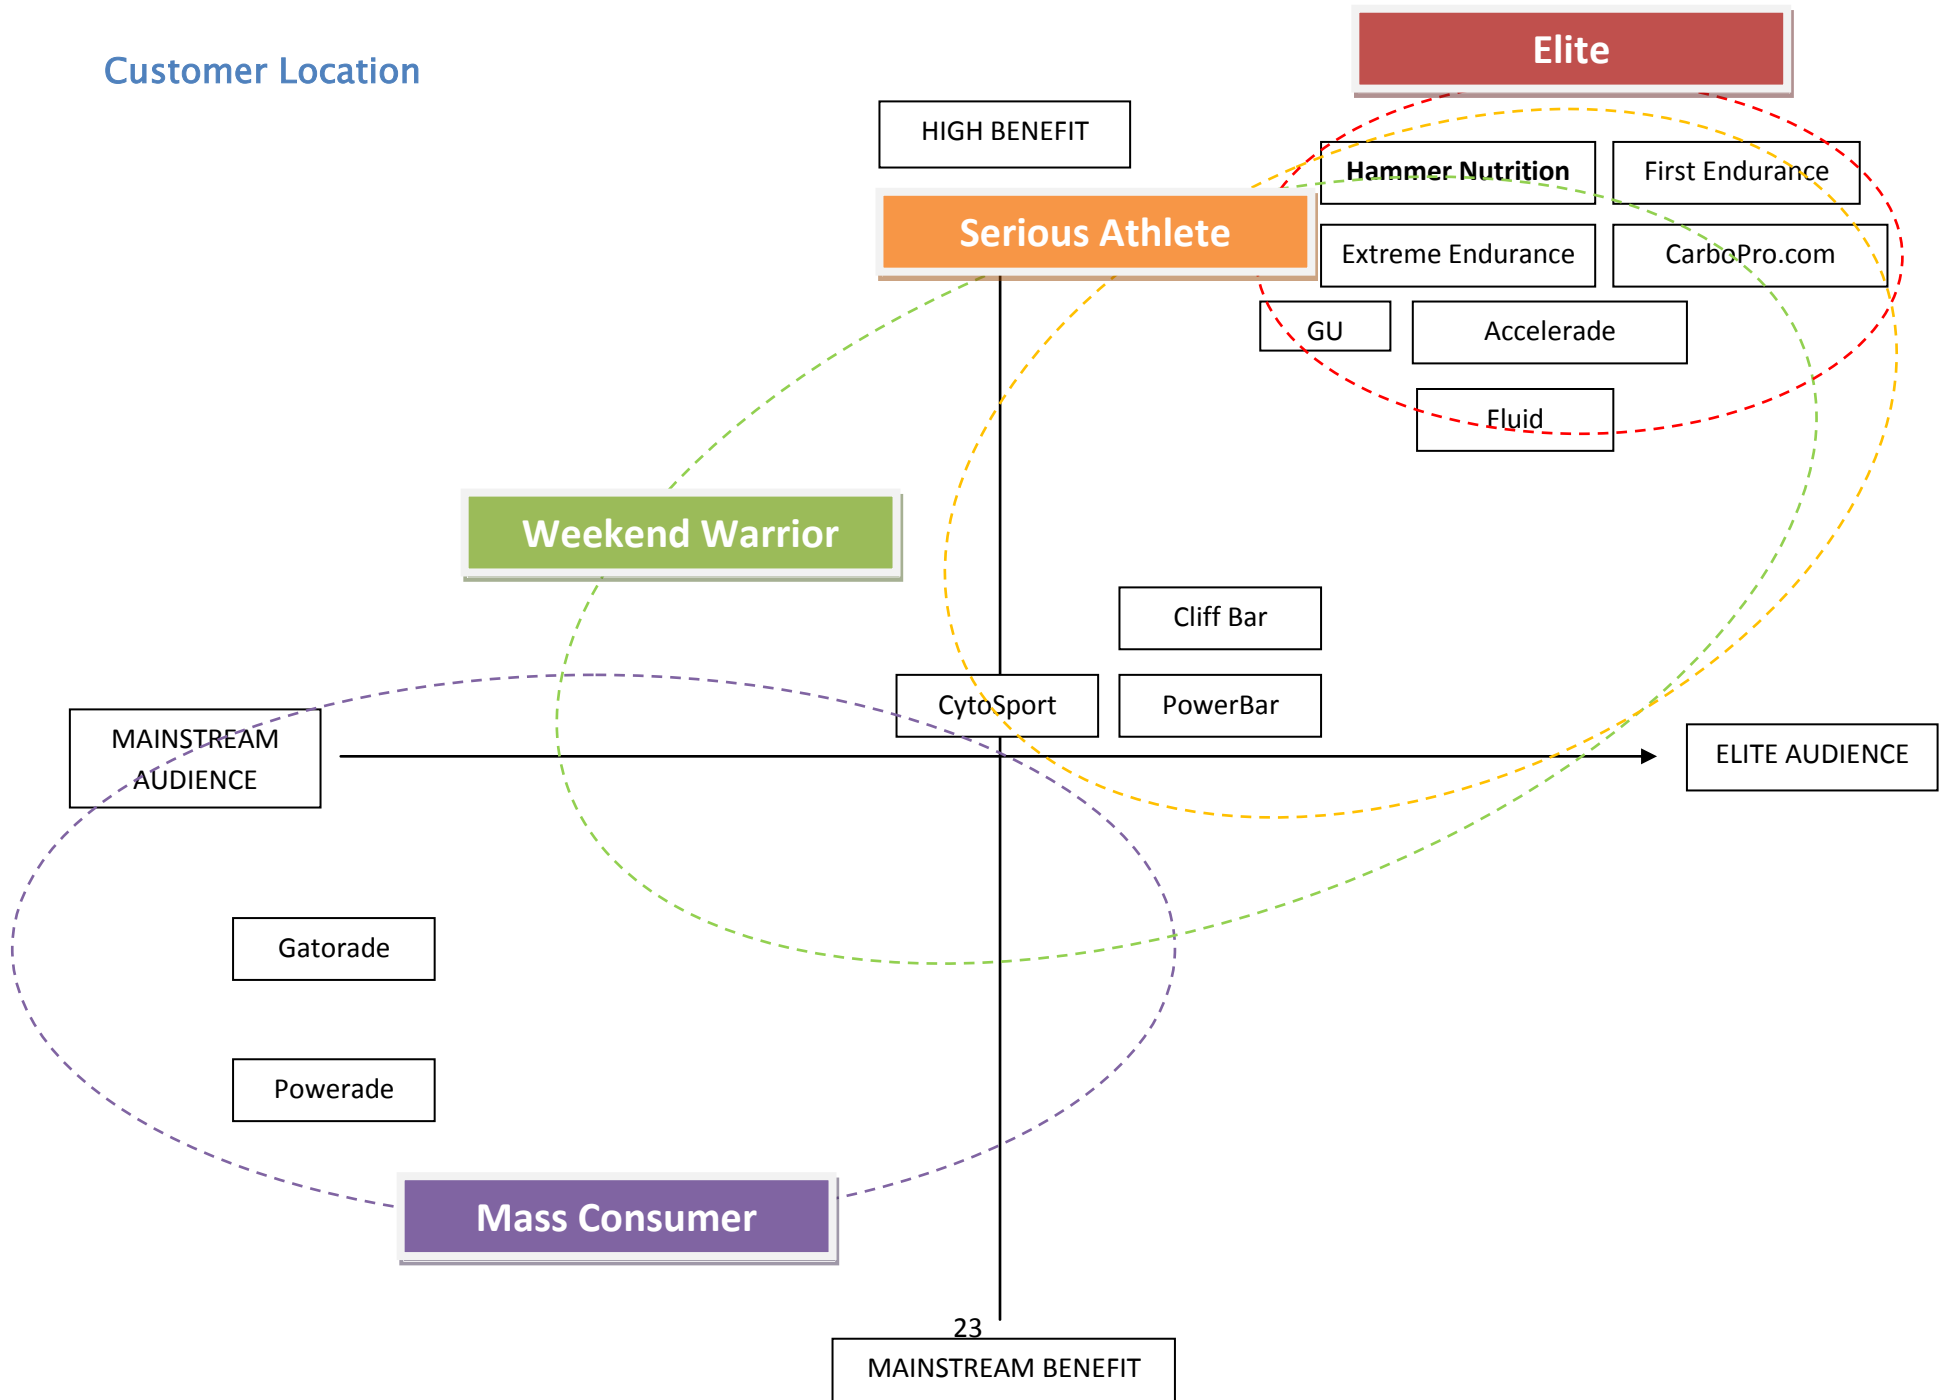 Customer Location
Elite
HIGH BENEFIT
Hammer Nutrition
First Endurance
Serious Athlete
Extreme Endurance
CarboPro.com
GU
Accelerade
Fluid
Weekend Warrior
Cliff Bar
CytoSport
PowerBar
MAINSTREAM
AUDIENCE
ELITE AUDIENCE
Gatorade
Powerade
Mass Consumer
23
MAINSTREAM BENEFIT